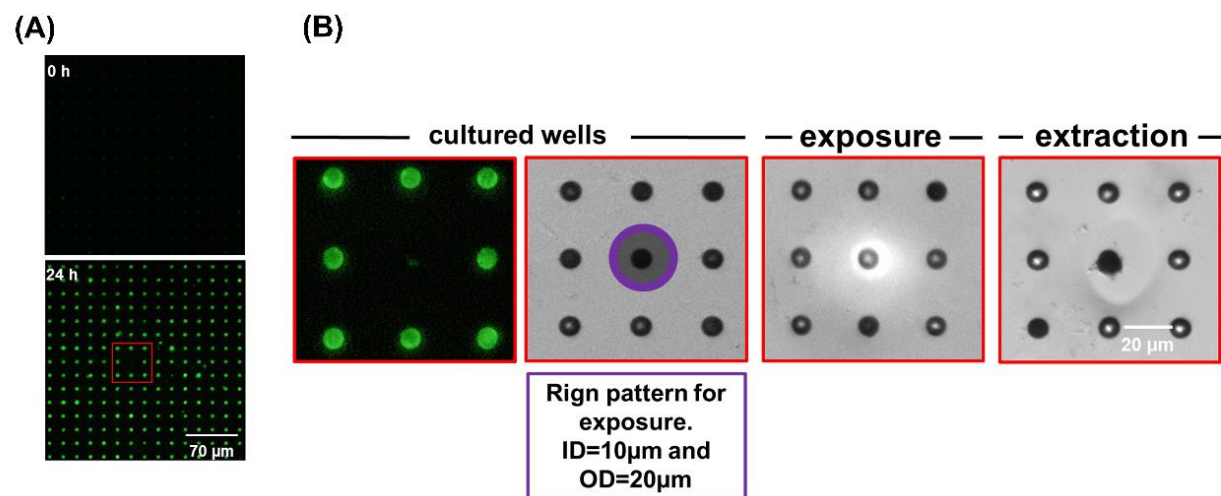 (A)
0 h
24 h
70 µm
(B)
cultured wells
exposure
extraction
20 µm
Rign pattern for
exposure.
ID=10µm and
OD=20µm